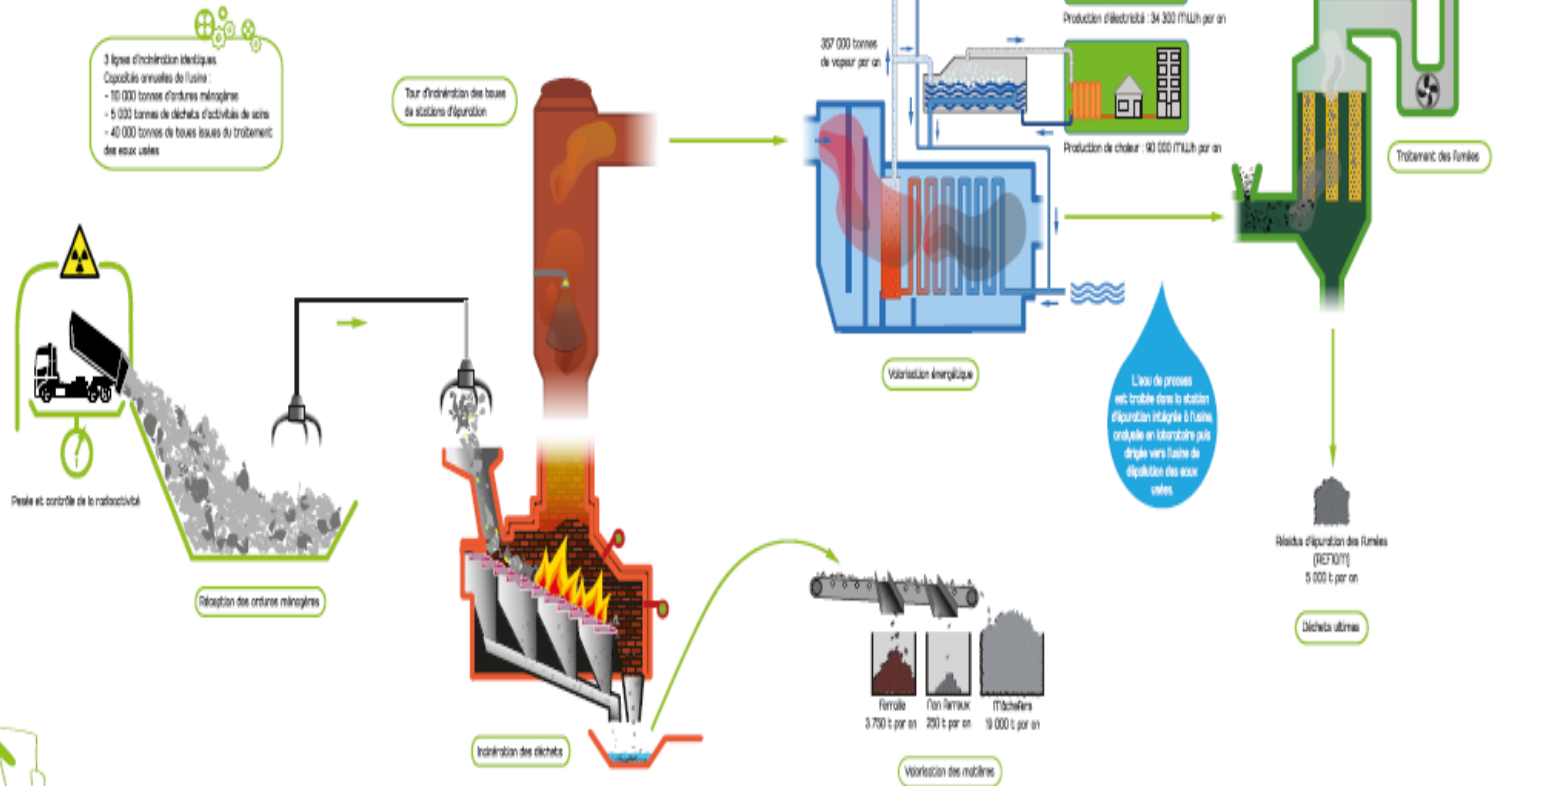 3 lignes d'incinération identiques.
Capacités annuelles de l'usine :
- 110 000 tonnes d'ordures ménagères
- 5 000 tonnes de déchets d'activités de soins
- 40 000 tonnes de boues issues du traitement
des eaux usées
Pesée et contrôle de la radioactivité
Réception des ordures ménagères
Tour d'incinération des boues
de stations d'épuration
Incinération des déchets
357 000 tonnes
de vapeur par an
Production d'électricité : 34 300 MWh par an
Production de chaleur : 90 000 MWh par an
Valorisation énergétique
L'eau de process
est traitée dans la station
d'épuration intégrée à l'usine,
analysée en laboratoire puis
dirigée vers l'usine de
dépollution des eaux
usées.
Ferraille
3 750 t par an
Non ferreux
250 t par an
Mâchefers
19 000 t par an
Valorisation des matières
Traitement des fumées
Résidus d'épuration des fumées
(REFIOM)
5 000 t par an
Déchets ultimes